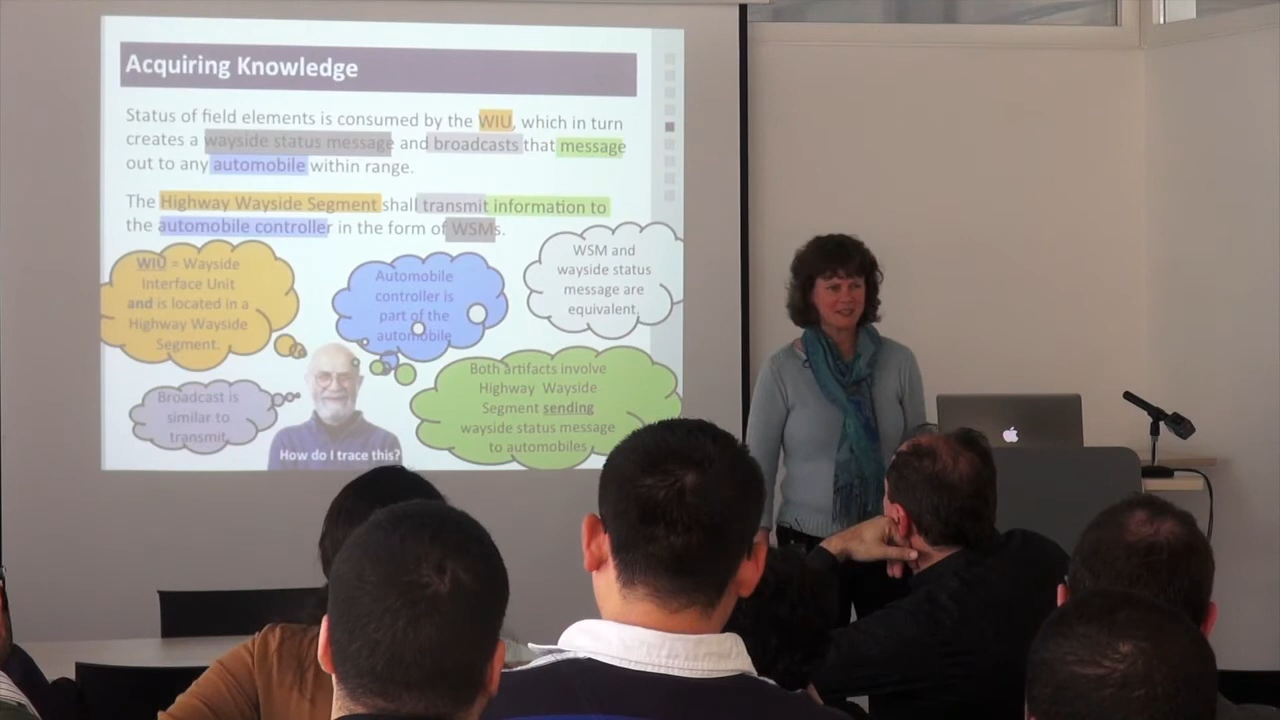 Acquiring Knowledge
Status of field elements is consumed by the WIU, which in turn
creates a wayside status message and broadcasts that message
out to any automobile within range.
The Highway Wayside Segment shall transmit information to
the automobile controller in the form of WSMs.
WIU = Wayside
Interface Unit
and is located in a
Highway Wayside
Segment.
Automobile
controller is
part of the
automobile
WSM and
wayside status
message are
equivalent.
Broadcast is
similar to
transmit
Both artifacts involve
Highway Wayside
Segment sending
wayside status message
to automobiles
How do I trace this?